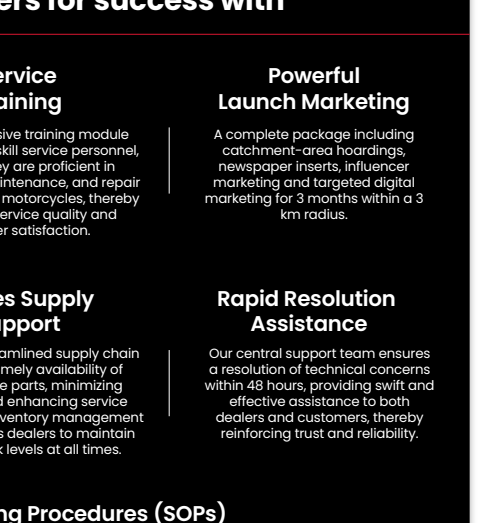 for success with
ervice
aining
Powerful
Launch Marketing
sive training module
skill service personnel,
ey are proficient in
intenance, and repair
motorcycles, thereby
ervice quality and
er satisfaction.
A complete package including
catchment-area hoardings,
newspaper inserts, influencer
marketing and targeted digital
marketing for 3 months within a 3
km radius.
es Supply
pport
Rapid Resolution
Assistance
eamlined supply chain
mely availability of
e parts, minimizing
d enhancing service
nventory management
s dealers to maintain
k levels at all times.
Our central support team ensures
a resolution of technical concerns
within 48 hours, providing swift and
effective assistance to both
dealers and customers, thereby
reinforcing trust and reliability.
ng Procedures (SOPs)